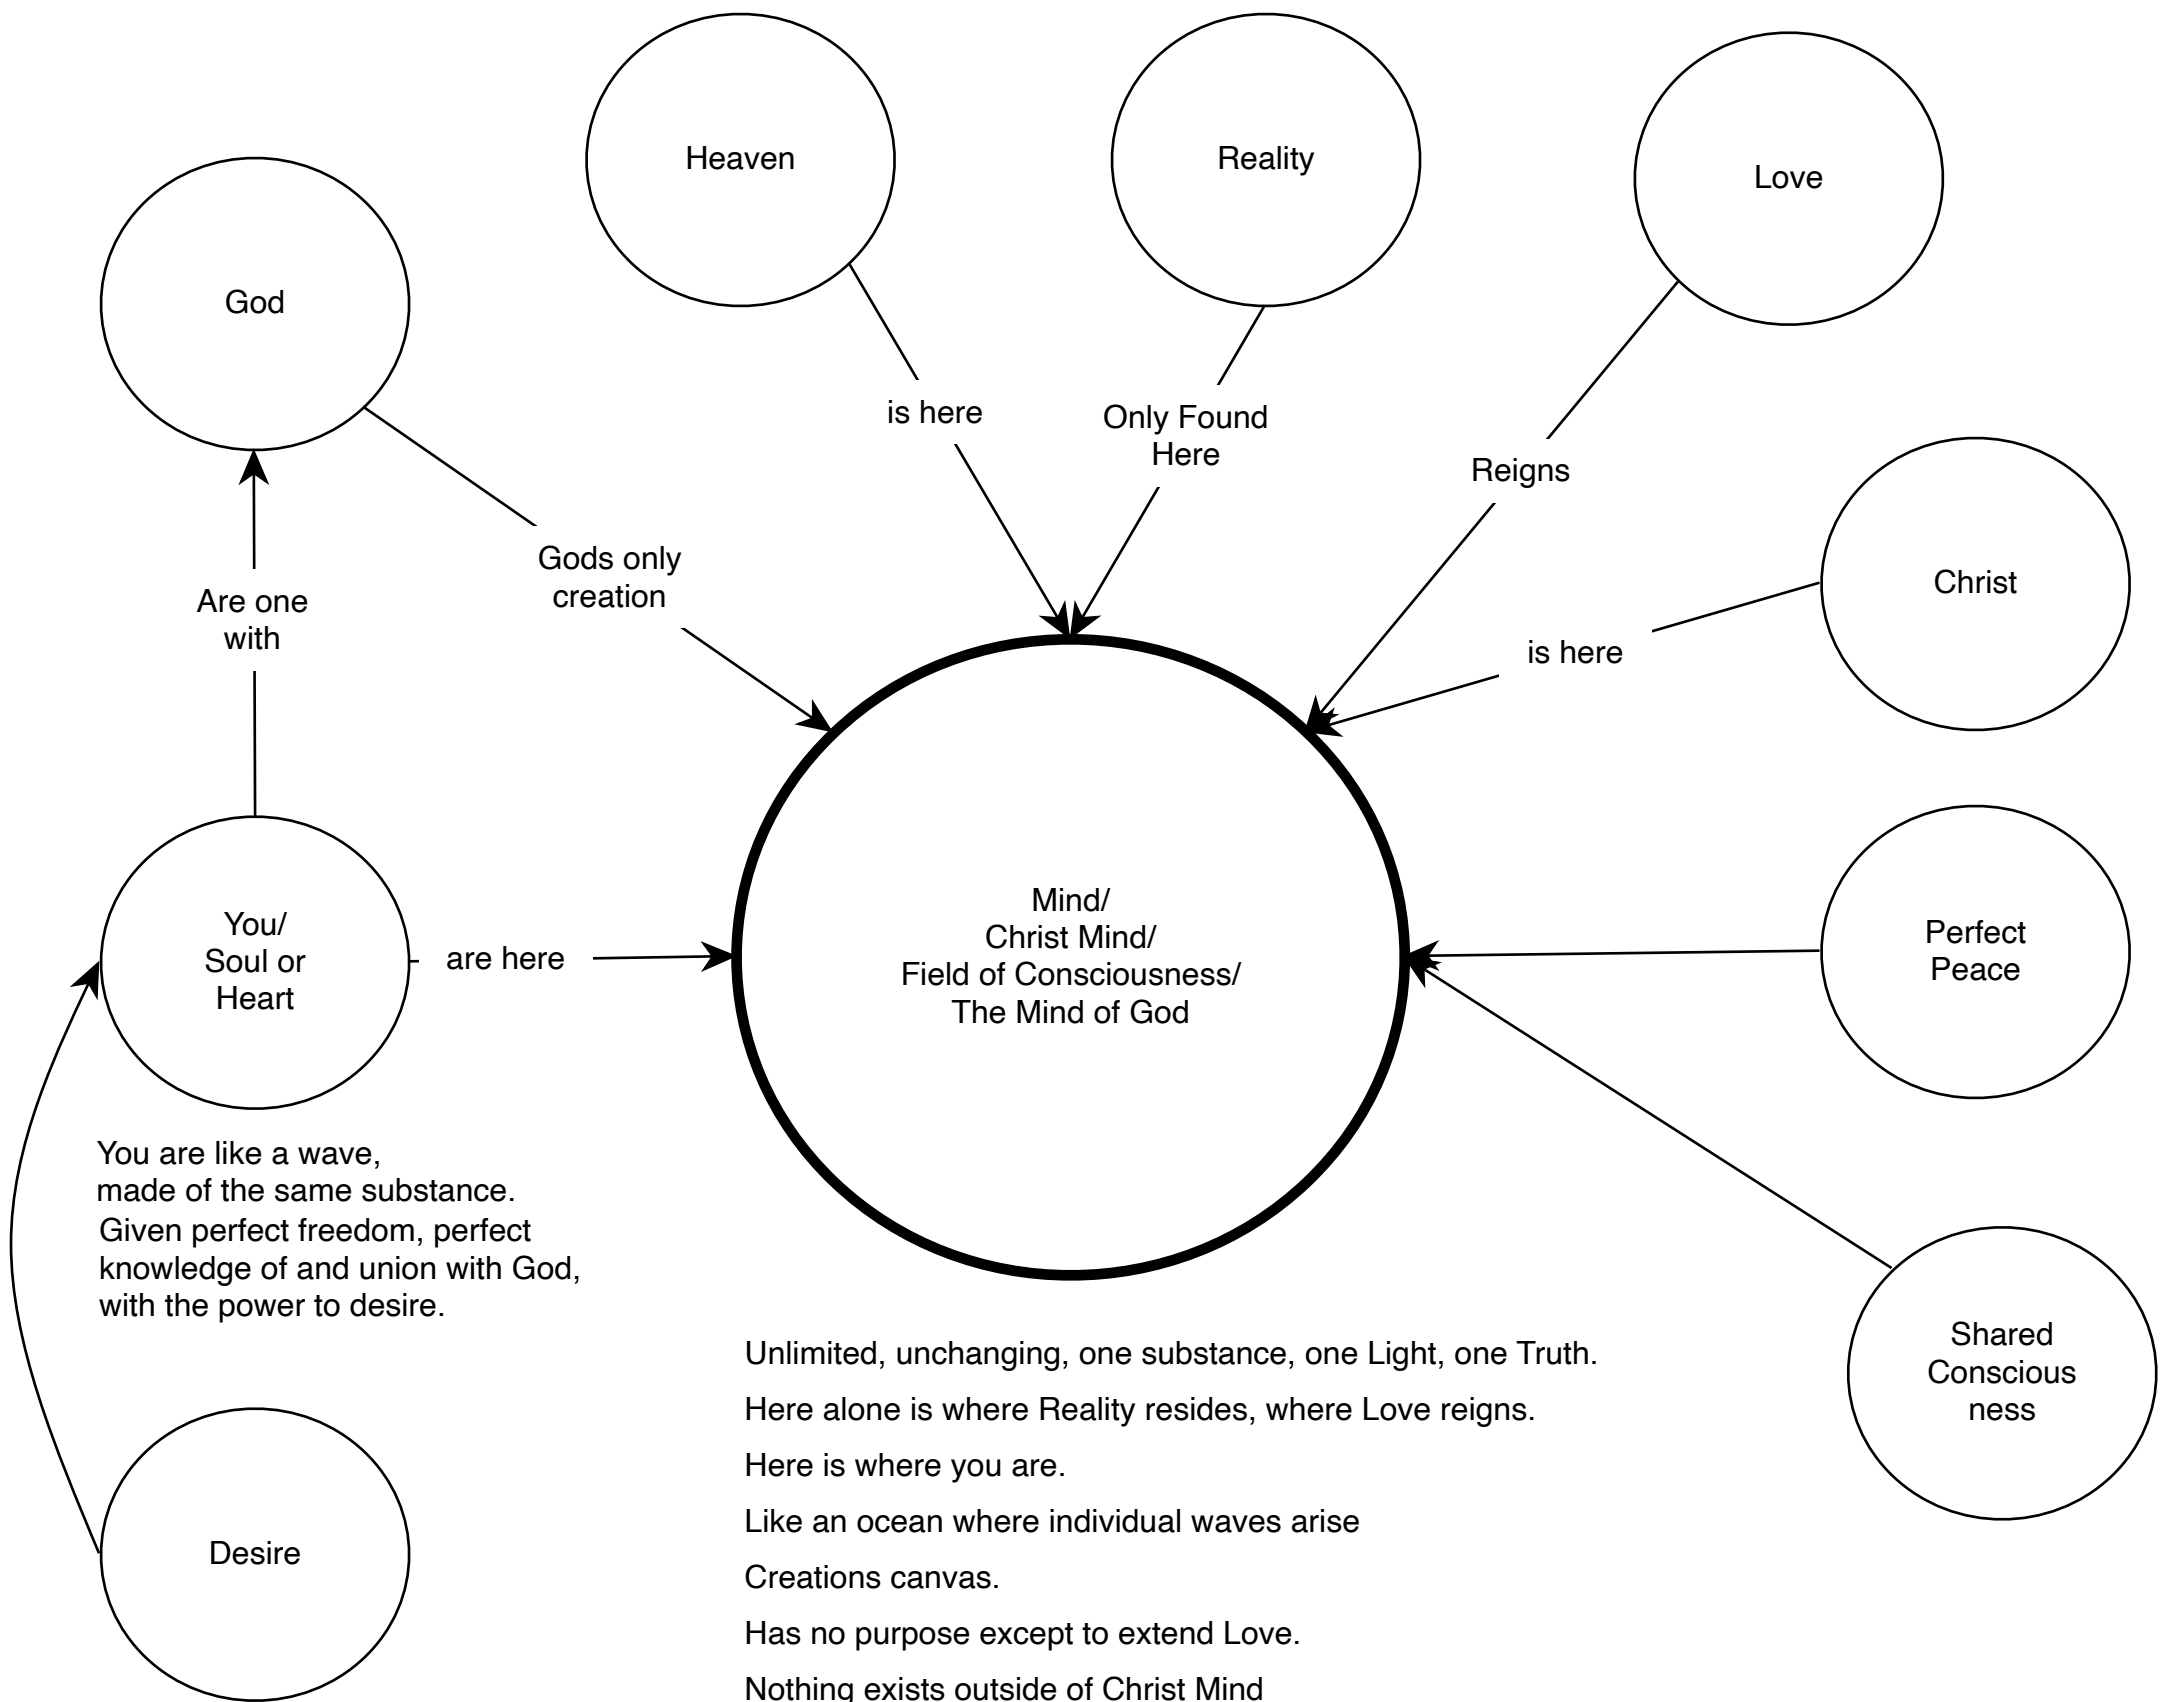 Heaven
Reality
Love
God
is here
Only Found
Here
Reigns
Gods only
creation
Christ
Are one
with
is here
Mind/
Christ Mind/
Field of Consciousness/
The Mind of God
You/
Soul or
Heart
are here
Perfect
Peace
You are like a wave,
made of the same substance.
Given perfect freedom, perfect
knowledge of and union with God,
with the power to desire.
Shared
Conscious
ness
Desire
Unlimited, unchanging, one substance, one Light, one Truth.
Here alone is where Reality resides, where Love reigns.
Here is where you are.
Like an ocean where individual waves arise
Creations canvas.
Has no purpose except to extend Love.
Nothing exists outside of Christ Mind